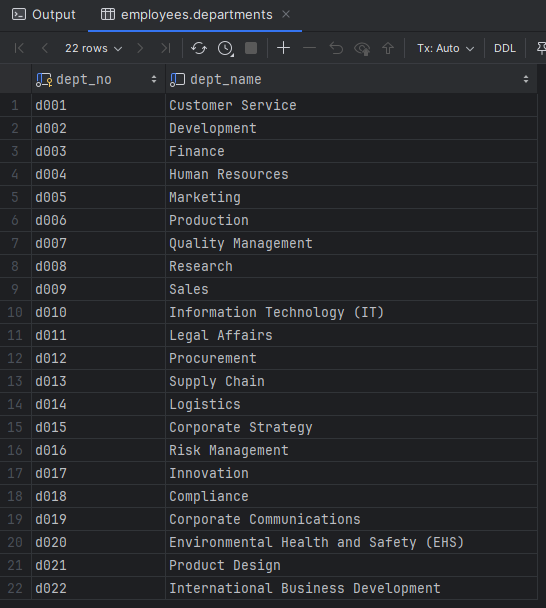 Output employees.departments
22 rows Tx: Auto DDL
dept_no dept_name
1 d001 Customer Service
2 d002 Development
3 d003 Finance
4 d004 Human Resources
5 d005 Marketing
6 d006 Production
7 d007 Quality Management
8 d008 Research
9 d009 Sales
10 d010 Information Technology (IT)
11 d011 Legal Affairs
12 d012 Procurement
13 d013 Supply Chain
14 d014 Logistics
15 d015 Corporate Strategy
16 d016 Risk Management
17 d017 Innovation
18 d018 Compliance
19 d019 Corporate Communications
20 d020 Environmental Health and Safety (EHS)
21 d021 Product Design
22 d022 International Business Development